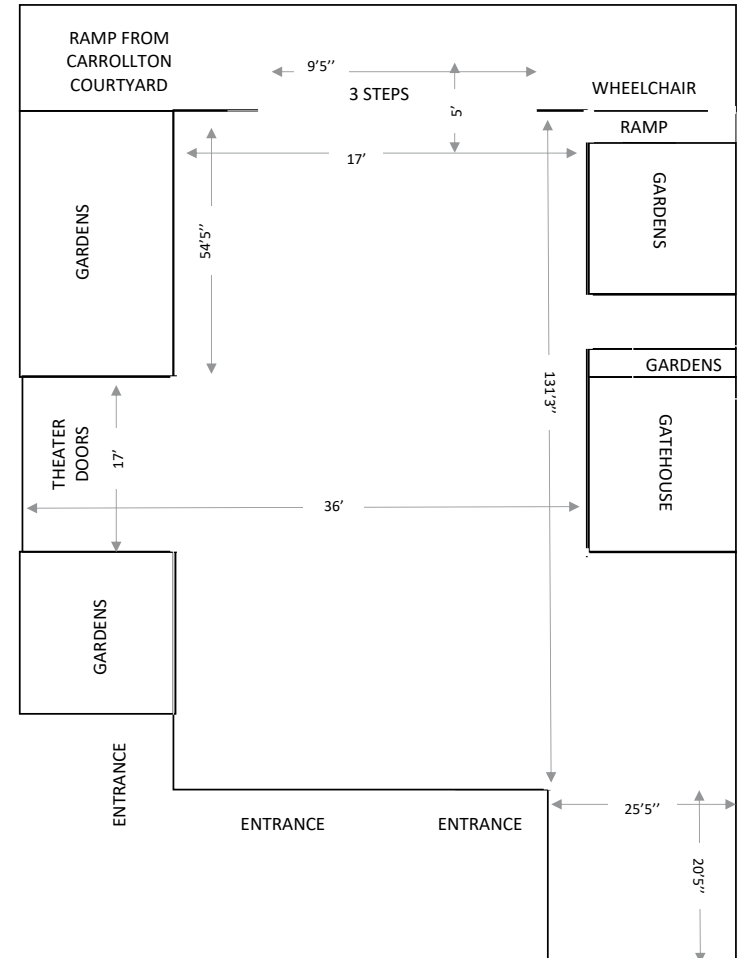 RAMP FROM
CARROLLTON
COURTYARD
9'5''
3 STEPS
5'
WHEELCHAIR
RAMP
17'
GARDENS
54'5''
GARDENS
GARDENS
131'3''
THEATER
DOORS
17'
GATEHOUSE
36'
GARDENS
ENTRANCE
ENTRANCE
ENTRANCE
25'5''
20'5''